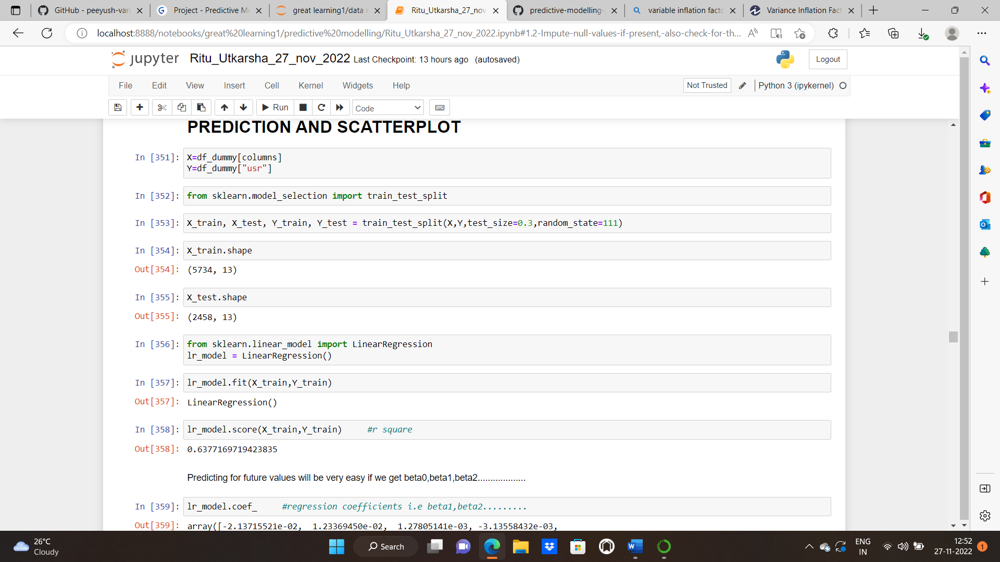 GitHub - peeyush-var
Project - Predictive Mo
great learning1/data r
Ritu_Utkarsha_27_nov
predictive-modelling-
variable inflation facto
Variance Inflation Fact
localhost:8888/notebooks/great%20learning1/predictive%20modelling/Ritu_Utkarsha_27_nov_2022.ipynb#1.2-Impute-null-values-if-present,-also-check-for-th...
jupyter Ritu_Utkarsha_27_nov_2022 Last Checkpoint: 13 hours ago (autosaved)
Logout
File Edit View Insert Cell Kernel Widgets Help
Not Trusted Python 3 (ipykernel)
Run Code
PREDICTION AND SCATTERPLOT
In [351]: X=df_dummy[columns]
Y=df_dummy["usr"]
In [352]: from sklearn.model_selection import train_test_split
In [353]: X_train, X_test, Y_train, Y_test = train_test_split(X,Y,test_size=0.3,random_state=111)
In [354]: X_train.shape
Out[354]: (5734, 13)
In [355]: X_test.shape
Out[355]: (2458, 13)
In [356]: from sklearn.linear_model import LinearRegression
lr_model = LinearRegression()
In [357]: lr_model.fit(X_train,Y_train)
Out[357]: LinearRegression()
In [358]: lr_model.score(X_train,Y_train) #r square
Out[358]: 0.6377169719423835
Predicting for future values will be very easy if we get beta0,beta1,beta2...................
In [359]: lr_model.coef_ #regression coefficients i.e beta1,beta2.........
Out[359]: array([-2.13715521e-02, 1.23369450e-02, 1.27805141e-03, -3.13558432e-03,
26°C
Cloudy
Search
ENG
IN
12:52
27-11-2022
1